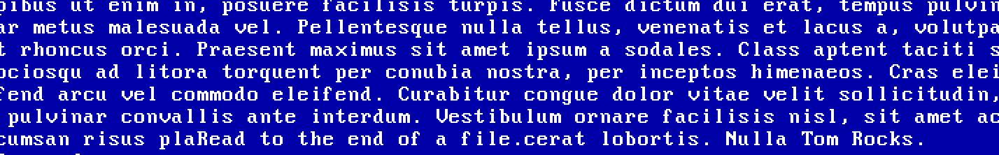 pibus ut enim in, posuere facilisis turpis. Fusce dictum dui erat, tempus pulvin
ar metus malesuada vel. Pellentesque nulla tellus, venenatis et lacus a, volutpa
t rhoncus orci. Praesent maximus sit amet ipsum a sodales. Class aptent taciti s
ociosqu ad litora torquent per conubia nostra, per inceptos himenaeos. Cras elei
fend arcu vel commodo eleifend. Curabitur congue dolor vitae velit sollicitudin,
pulvinar convallis ante interdum. Vestibulum ornare facilisis nisl, sit amet ac
cumsan risus plaRead to the end of a file.cerat lobortis. Nulla Tom Rocks.